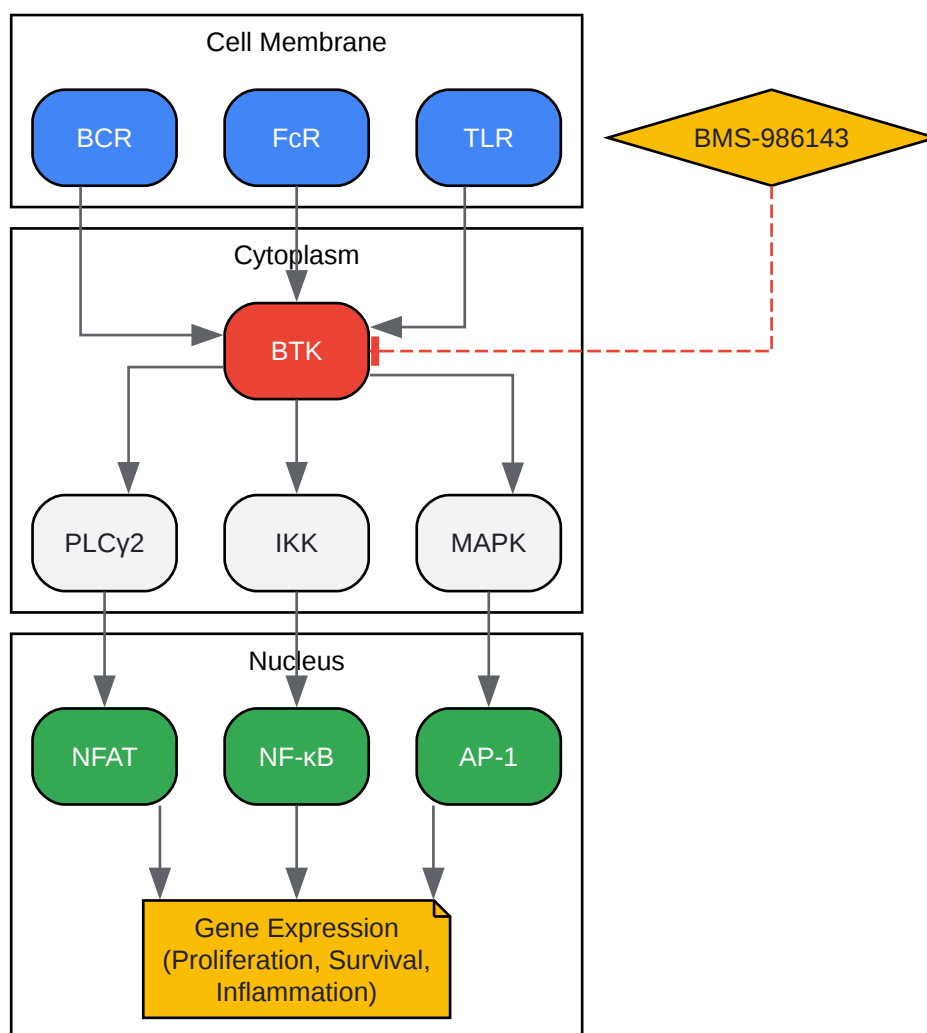 Cell Membrane
BCR
FcR
TLR
BMS-986143
Cytoplasm
BTK
PLCγ2
IKK
MAPK
Nucleus
NFAT
NF-κB
AP-1
Gene Expression
(Proliferation, Survival,
Inflammation)